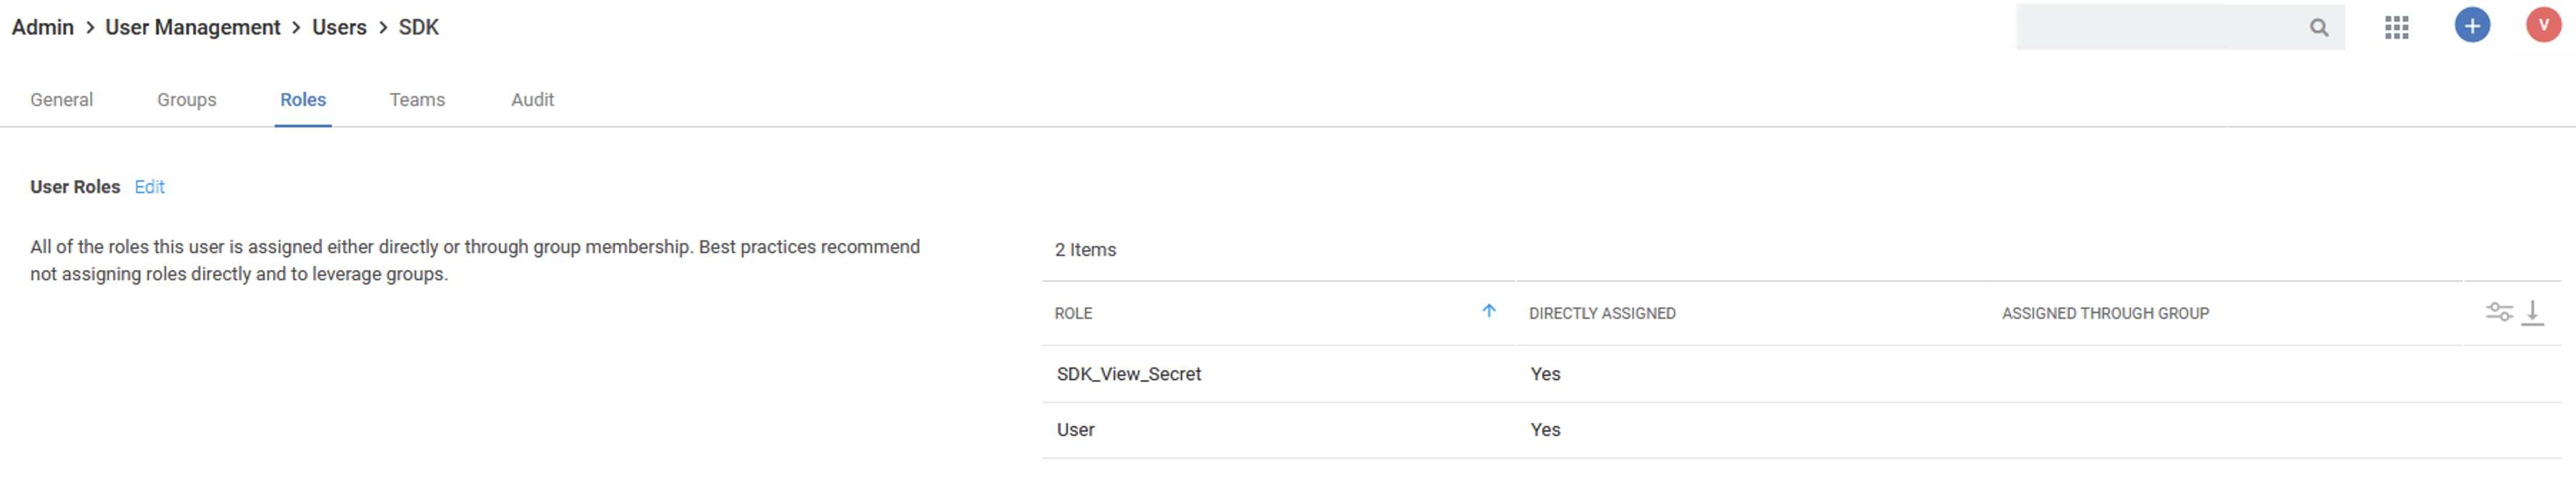 Admin > User Management > Users > SDK
V
General Groups Roles Teams Audit
User Roles Edit
All of the roles this user is assigned either directly or through group membership. Best practices recommend
not assigning roles directly and to leverage groups.
2 Items
ROLE DIRECTLY ASSIGNED ASSIGNED THROUGH GROUP
SDK_View_Secret Yes
User Yes